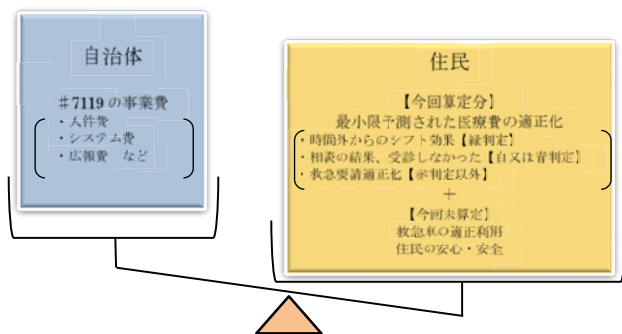 自治体
＃7119の事業費
・人件費
・システム費
・広報費　など
住民
【今回算定分】
最小限予測された医療費の適正化
・時間外からのシフト効果【緑判定】
・相談の結果、受診しなかった【白又は青判定】
・救急要請適正化【赤判定以外】
＋
【今回未算定】
救急車の適正利用
住民の安心・安全